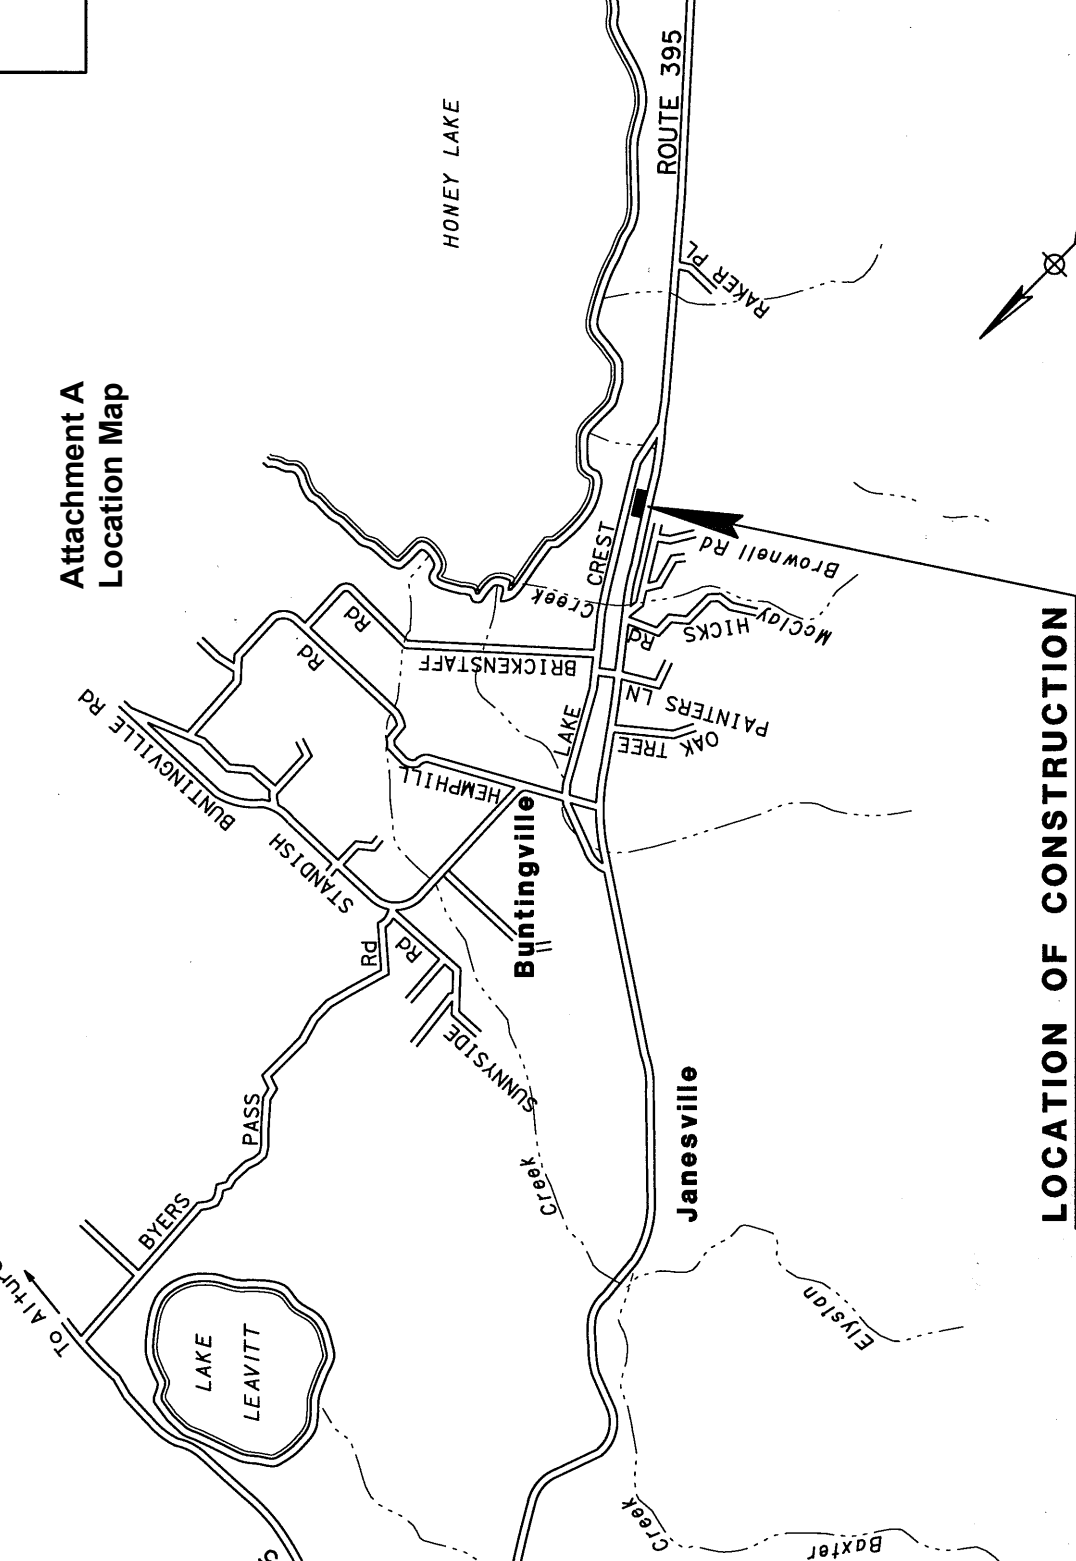 Attachment A
Location Map
HONEY LAKE
ROUTE 395
RAKER PL
CREST
Brownell Rd
Creek
McClay
HICKS
Rd
BRICKENSTAFF
Rd
Rd
PAINTERS LN
OAK TREE
LAKE
HEMPHILL
BUNTINGVILLE Rd
STANDISH
Buntingville
Rd
Rd
SUNNYSIDE
PASS
BYERS
Creek
Janesville
LAKE
LEAVITT
Elysian
Creek
Baxter
LOCATION OF CONSTRUCTION